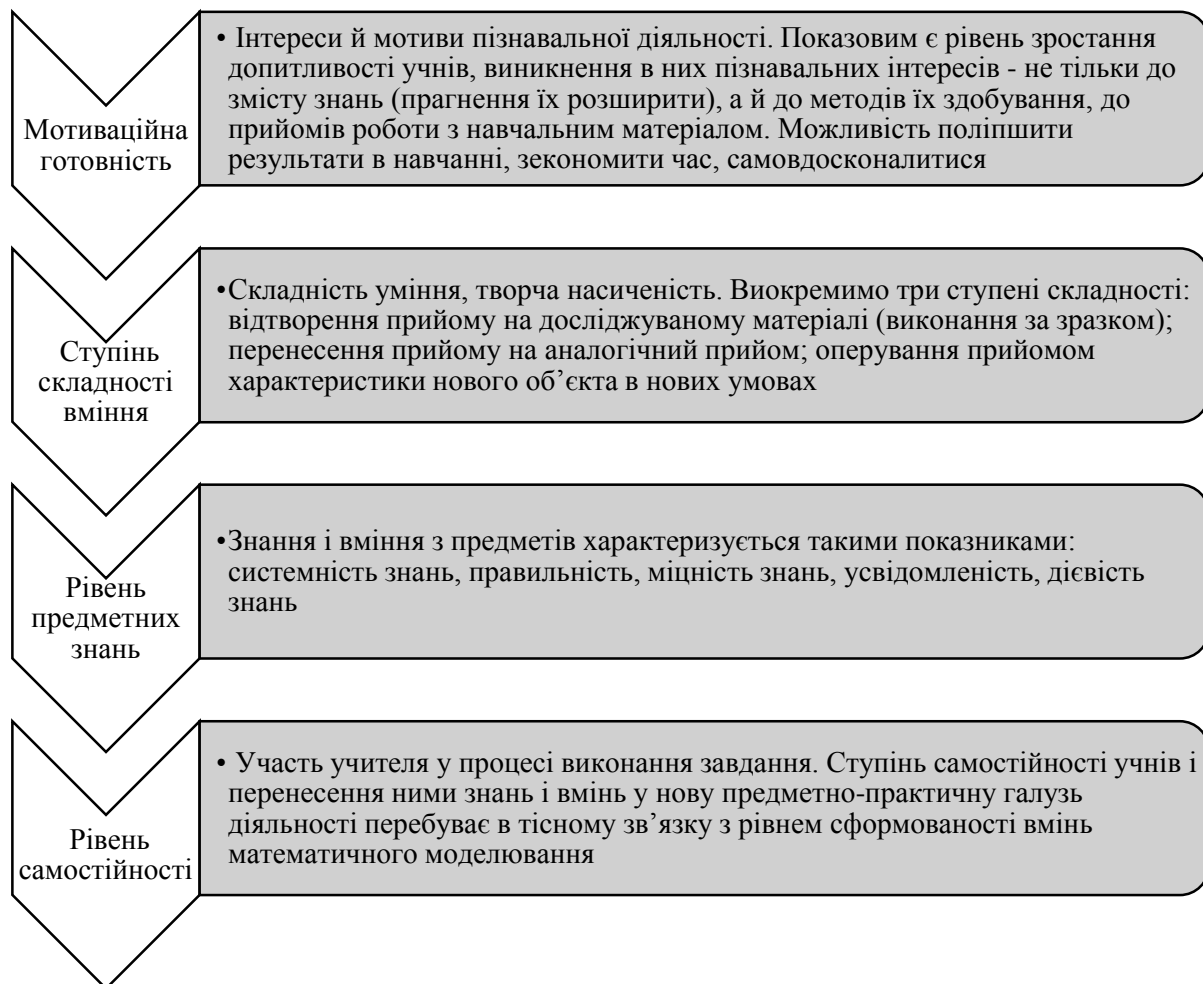 Мотиваційна
готовність
• Інтереси й мотиви пізнавальної діяльності. Показовим є рівень зростання
допитливості учнів, виникнення в них пізнавальних інтересів - не тільки до
змісту знань (прагнення їх розширити), а й до методів їх здобування, до
прийомів роботи з навчальним матеріалом. Можливість поліпшити
результати в навчанні, зекономити час, самовдосконалитися
Ступінь
складності
вміння
•Складність уміння, творча насиченість. Виокремимо три ступені складності:
відтворення прийому на досліджуваному матеріалі (виконання за зразком);
перенесення прийому на аналогічний прийом; оперування прийомом
характеристики нового об’єкта в нових умовах
Рівень
предметних
знань
•Знання і вміння з предметів характеризується такими показниками:
системність знань, правильність, міцність знань, усвідомленість, дієвість
знань
Рівень
самостійності
• Участь учителя у процесі виконання завдання. Ступінь самостійності учнів і
перенесення ними знань і вмінь у нову предметно-практичну галузь
діяльності перебуває в тісному зв’язку з рівнем сформованості вмінь
математичного моделювання